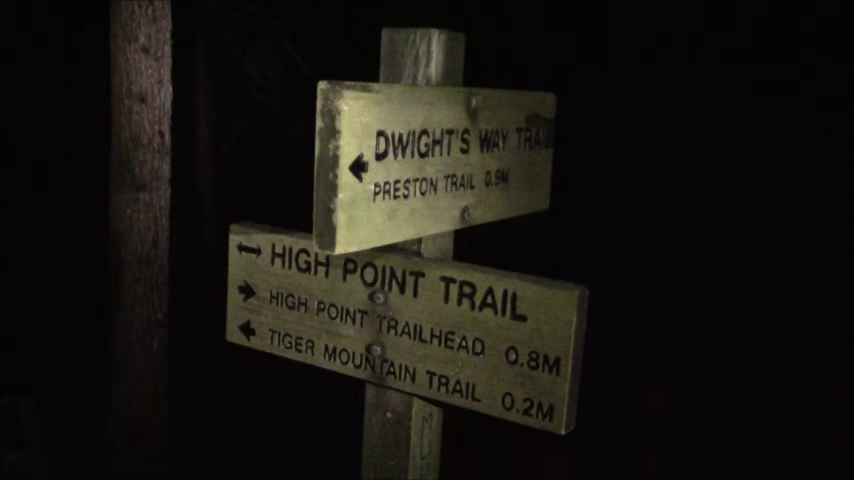 DWIGHT'S WAY TRAIL
PRESTON TRAIL 0.9M
HIGH POINT TRAIL
HIGH POINT TRAILHEAD 0.8M
TIGER MOUNTAIN TRAIL 0.2M